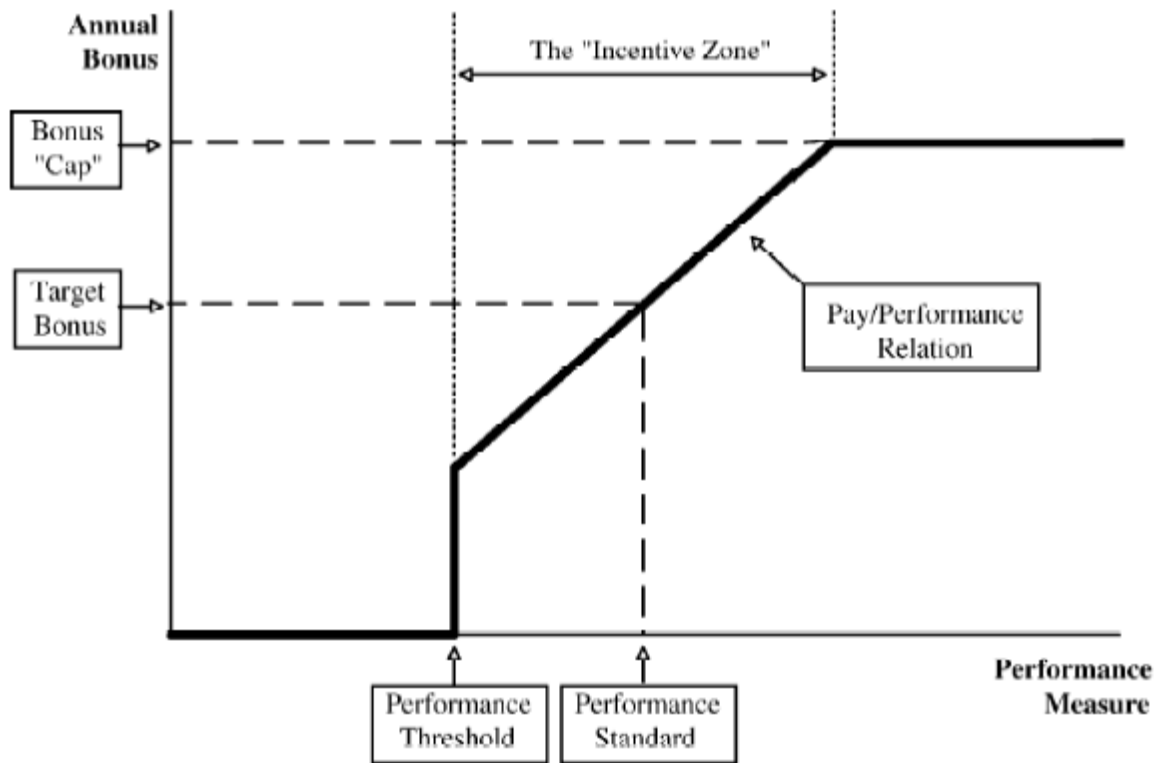 Annual
Bonus
The "Incentive Zone"
Bonus
"Cap"
Target
Bonus
Pay/Performance
Relation
Performance
Measure
Performance
Threshold
Performance
Standard